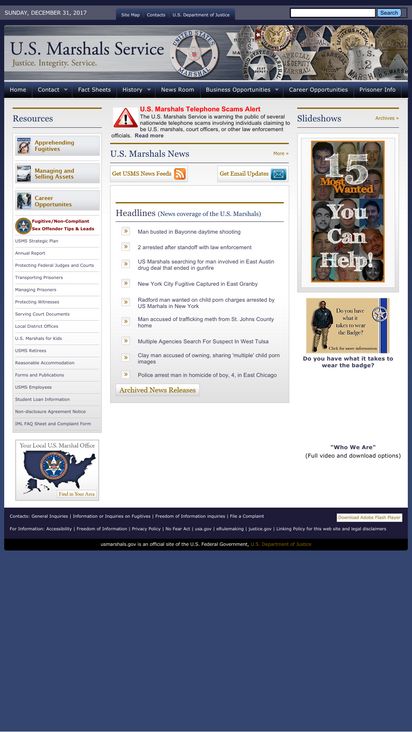 SUNDAY, DECEMBER 31, 2017
Site Map | Contacts | U.S. Department of Justice
Search
U.S. Marshals Service
Justice. Integrity. Service.
UNITED STATES
MARSHAL
Home Contact Fact Sheets History News Room Business Opportunities Career Opportunities Prisoner Info
Resources
Apprehending
Fugitives
Managing and
Selling Assets
Career
Opportunites
Fugitive/Non-Compliant
Sex Offender Tips & Leads
USMS Strategic Plan
Annual Report
Protecting Federal Judges and Courts
Transporting Prisoners
Managing Prisoners
Protecting Witnesses
Serving Court Documents
Local District Offices
U.S. Marshals for Kids
USMS Retirees
Reasonable Accommodation
Forms and Publications
USMS Employees
Student Loan Information
Non-disclosure Agreement Notice
IML FAQ Sheet and Complaint Form
Your Local U.S. Marshal Office
Find in Your Area
U.S. Marshals Telephone Scams Alert
The U.S. Marshals Service is warning the public of several
nationwide telephone scams involving individuals claiming to
be U.S. marshals, court officers, or other law enforcement
officials. Read more
U.S. Marshals News
More »
Get USMS News Feeds
Get Email Updates
Headlines (News coverage of the U.S. Marshals)
Man busted in Bayonne daytime shooting
2 arrested after standoff with law enforcement
US Marshals searching for man involved in East Austin
drug deal that ended in gunfire
New York City Fugitive Captured in East Granby
Radford man wanted on child porn charges arrested by
US Marhals in New York
Man accused of trafficking meth from St. Johns County
home
Multiple Agencies Search For Suspect In West Tulsa
Clay man accused of owning, sharing 'multiple' child porn
images
Police arrest man in homicide of boy, 4, in East Chicago
Archived News Releases
Slideshows
Archives »
15
Most Wanted
You
Can
Help!
Do you have
what it
takes to wear
the Badge?
Click for more information
Do you have what it takes to
wear the badge?
"Who We Are"
(Full video and download options)
Contacts: General Inquiries | Information or Inquiries on Fugitives | Freedom of Information inquiries | File a Complaint
Download Adobe Flash Player
For Information: Accessibility | Freedom of Information | Privacy Policy | No Fear Act | usa.gov | eRulemaking | justice.gov | Linking Policy for this web site and legal disclaimers
usmarshals.gov is an official site of the U.S. Federal Government, U.S. Department of Justice